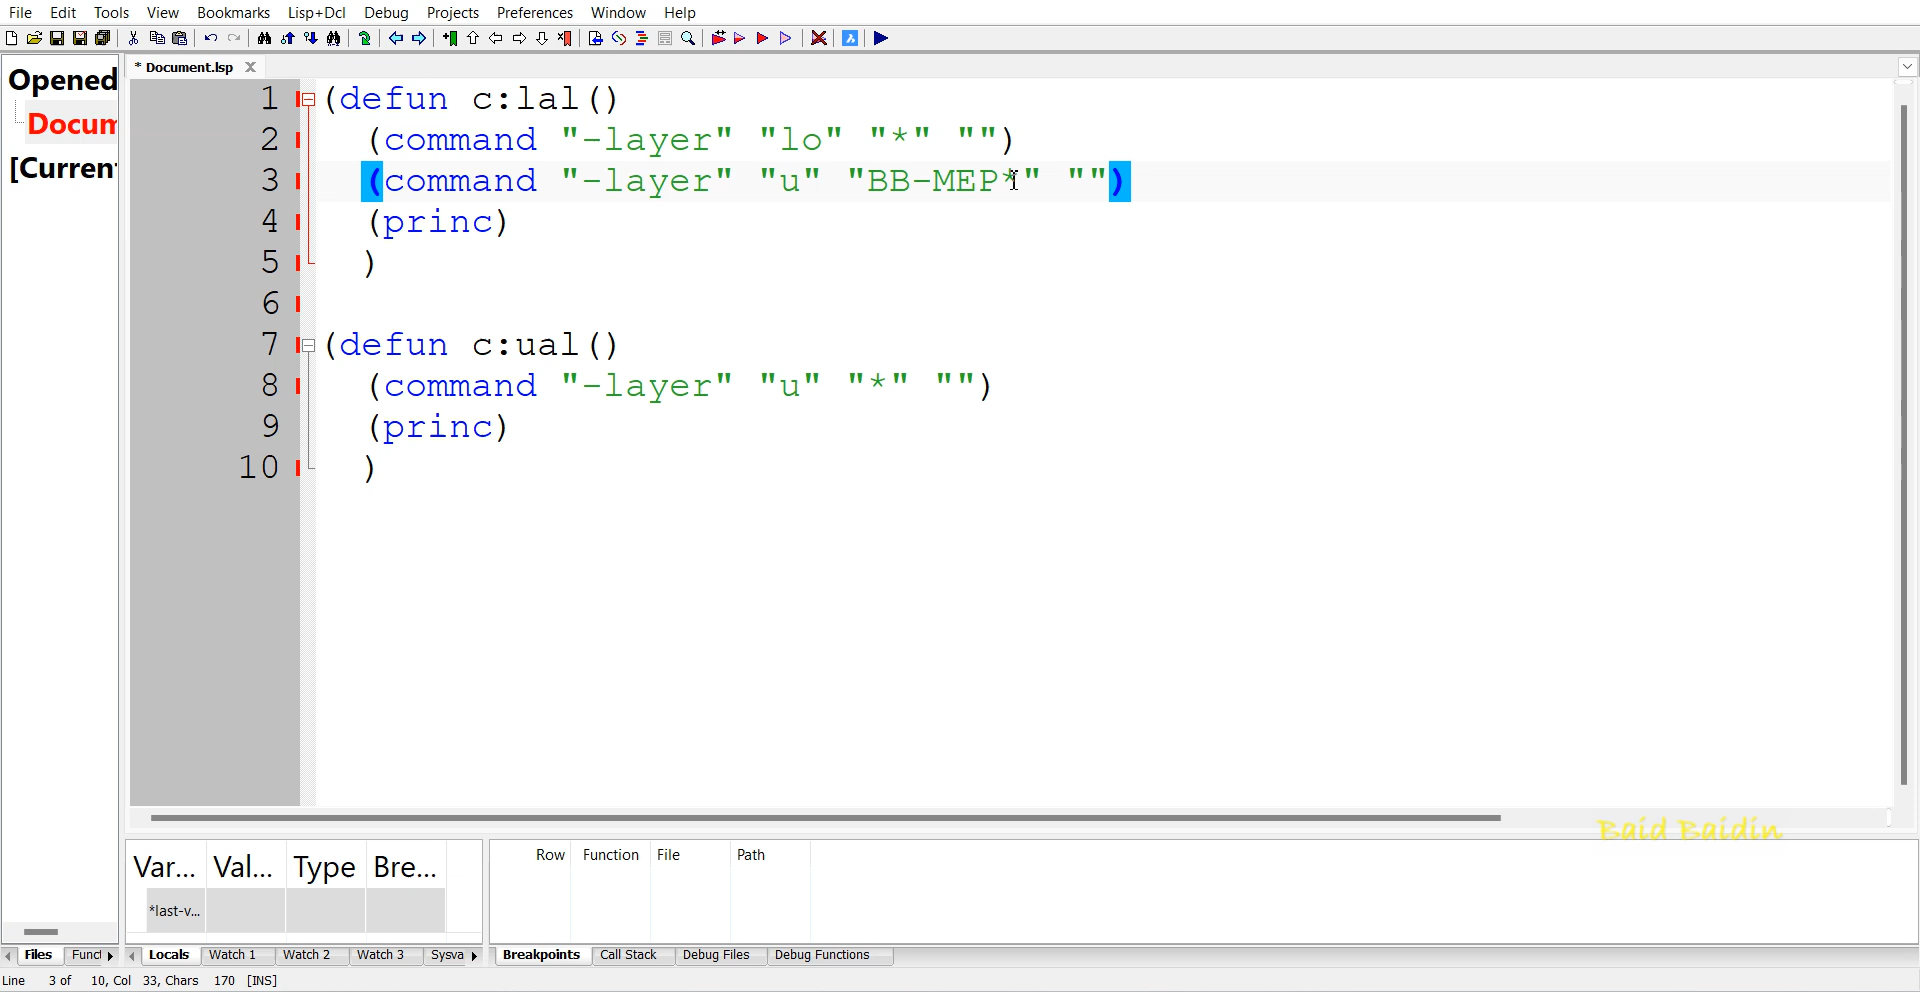 File Edit Tools View Bookmarks Lisp+Dcl Debug Projects Preferences Window Help
* Document.lsp
Opened
Docum
[Current
1 (defun c:lal()
2 (command "-layer" "lo" "*" "")
3 (command "-layer" "u" "BB-MEP*" "")
4 (princ)
5 )
6
7 (defun c:ual()
8 (command "-layer" "u" "*" "")
9 (princ)
10 )
Baid Baidin
Var... Val... Type Bre...
*last-v...
Row Function File Path
Files Funct
Locals Watch 1 Watch 2 Watch 3 Sysva
Breakpoints Call Stack Debug Files Debug Functions
Line 3 of 10, Col 33, Chars 170 [INS]